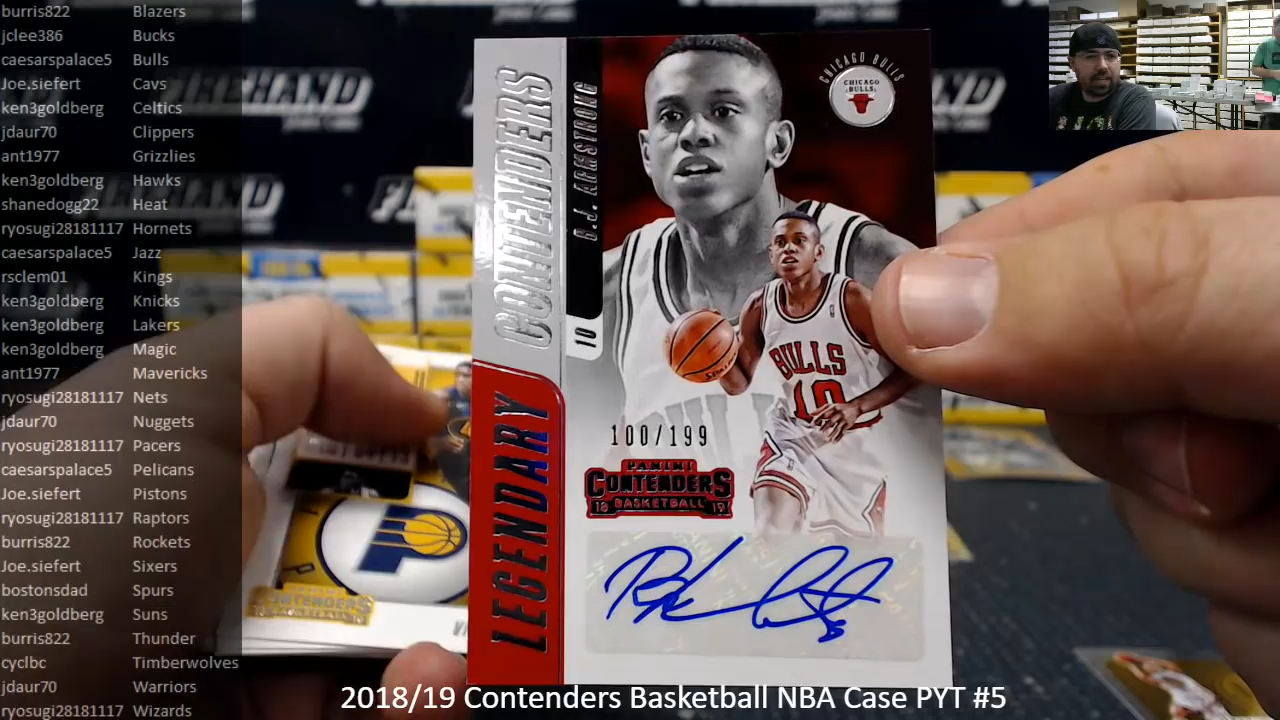 burris822 Blazers
jclee386 Bucks
caesarspalace5 Bulls
Joe.siefert Cavs
ken3goldberg Celtics
jdaur70 Clippers
ant1977 Grizzlies
ken3goldberg Hawks
shanedogg22 Heat
ryosugi28181117 Hornets
caesarspalace5 Jazz
rsclem01 Kings
ken3goldberg Knicks
ken3goldberg Lakers
ken3goldberg Magic
ant1977 Mavericks
ryosugi28181117 Nets
jdaur70 Nuggets
ryosugi28181117 Pacers
caesarspalace5 Pelicans
Joe.siefert Pistons
ryosugi28181117 Raptors
burris822 Rockets
Joe.siefert Sixers
bostonsdad Spurs
ken3goldberg Suns
burris822 Thunder
cyclbc Timberwolves
jdaur70 Warriors
ryosugi28181117 Wizards
LEGENDARY CONTENDERS
B.J. ARMSTRONG
10
CHICAGO BULLS
CHICAGO
BULLS
BULLS
10
100/199
PANINI
CONTENDERS
18 BASKETBALL 19
CONTENDERS
2018/19 Contenders Basketball NBA Case PYT #5